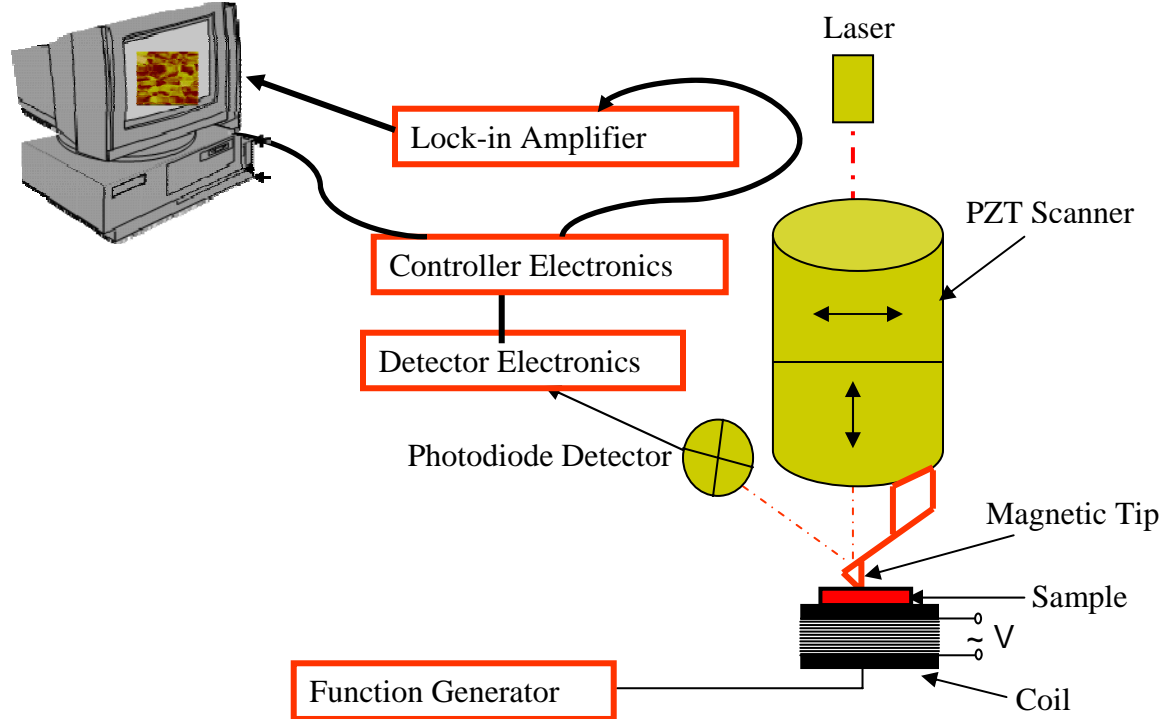 Laser
Lock-in Amplifier
PZT Scanner
Controller Electronics
Detector Electronics
Photodiode Detector
Magnetic Tip
Sample
~ V
Function Generator
Coil